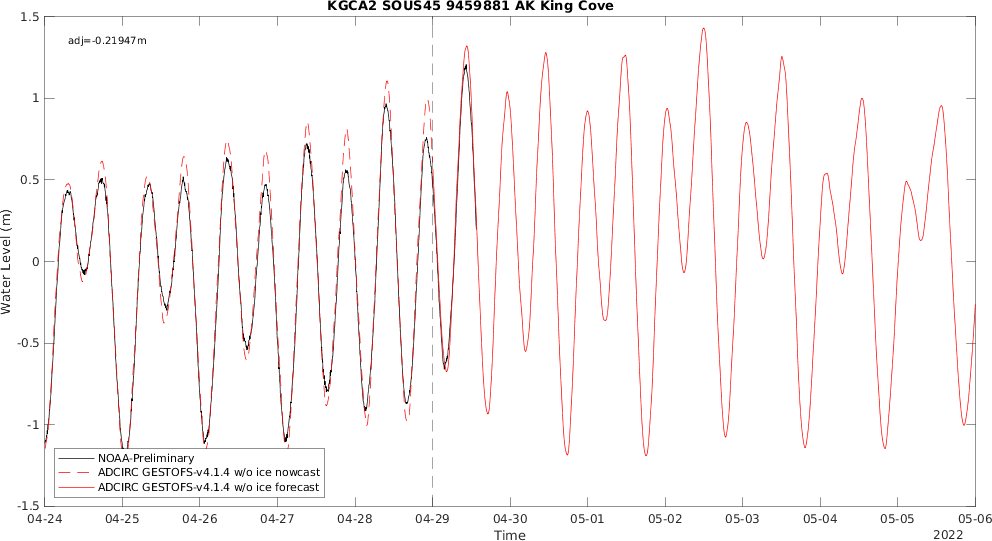 KGCA2 SOUS45 9459881 AK King Cove
adj=-0.21947m
1.5
1
0.5
0
-0.5
-1
-1.5
Water Level (m)
NOAA-Preliminary
ADCIRC GESTOFS-v4.1.4 w/o ice nowcast
ADCIRC GESTOFS-v4.1.4 w/o ice forecast
04-24 04-25 04-26 04-27 04-28 04-29 04-30 05-01 05-02 05-03 05-04 05-05 05-06
Time
2022